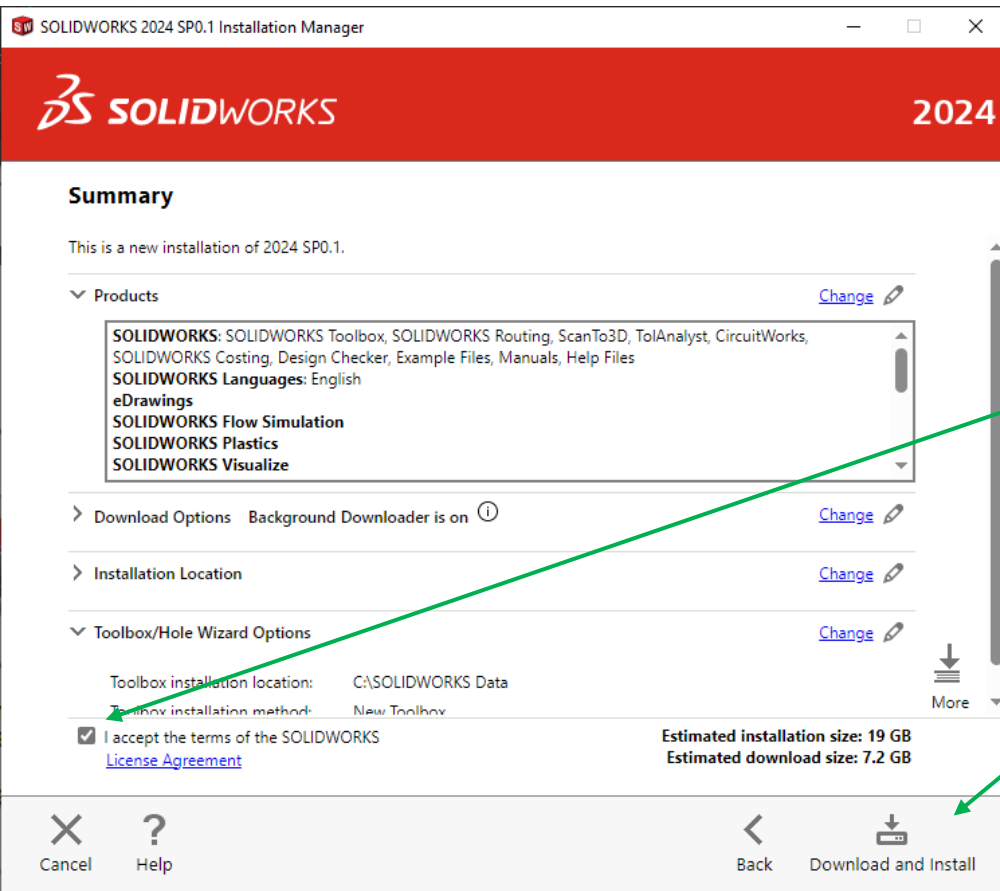 SW SOLIDWORKS 2024 SP0.1 Installation Manager
3S SOLIDWORKS 2024
Summary
This is a new installation of 2024 SP0.1.
Products Change
SOLIDWORKS: SOLIDWORKS Toolbox, SOLIDWORKS Routing, ScanTo3D, TolAnalyst, CircuitWorks,
SOLIDWORKS Costing, Design Checker, Example Files, Manuals, Help Files
SOLIDWORKS Languages: English
eDrawings
SOLIDWORKS Flow Simulation
SOLIDWORKS Plastics
SOLIDWORKS Visualize
Download Options Background Downloader is on Change
Installation Location Change
Toolbox/Hole Wizard Options Change
Toolbox installation location: C:\SOLIDWORKS Data
Toolbox installation method: New Toolbox
More
I accept the terms of the SOLIDWORKS Estimated installation size: 19 GB
License Agreement Estimated download size: 7.2 GB
Cancel Help Back Download and Install